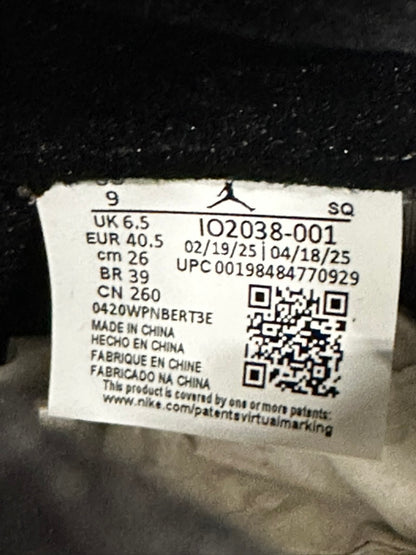 9
SQ
UK 6.5
IO2038-001
EUR 40.5
02/19/25 | 04/18/25
cm 26
UPC 00198484770929
BR 39
CN 260
0420WPNBERT3E
MADE IN CHINA
HECHO EN CHINA
FABRIQUE EN CHINE
FABRICADO NA CHINA
This product is covered by one or more patents:
www.nike.com/patentsvirtualmarking